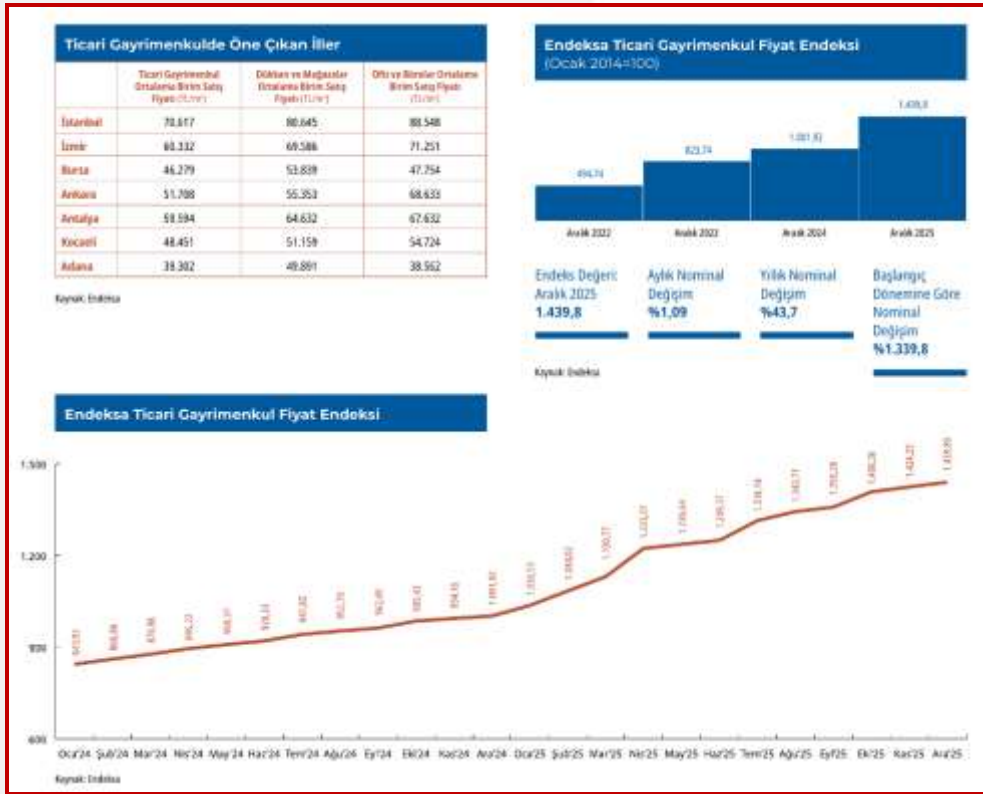 Ticari Gayrimenkulde Öne Çıkan İller
Ticari Gayrimenkul Ortalama Birim Satış Fiyatı (TL/m²)
Dükkan ve Mağazalar Ortalama Birim Satış Fiyatı (TL/m²)
Ofis ve Bürolar Ortalama Birim Satış Fiyatı (TL/m²)
İstanbul 70.617 80.645 88.548
İzmir 60.332 69.586 71.251
Bursa 46.279 53.839 47.754
Ankara 51.708 55.353 68.633
Antalya 59.594 64.632 67.632
Kocaeli 48.451 51.159 54.724
Adana 39.302 49.891 38.562
Kaynak: Endeksa
Endeksa Ticari Gayrimenkul Fiyat Endeksi
(Ocak 2014=100)
494,74
823,74
1.001,92
1.439,8
Aralık 2022 Aralık 2023 Aralık 2024 Aralık 2025
Endeks Değeri:
Aralık 2025
1.439,8
Aylık Nominal
Değişim
%1,09
Yıllık Nominal
Değişim
%43,7
Başlangıç
Dönemine Göre
Nominal
Değişim
%1.339,8
Kaynak: Endeksa
Endeksa Ticari Gayrimenkul Fiyat Endeksi
1.500
1.200
900
600
Oca'24 Şub'24 Mar'24 Nis'24 May'24 Haz'24 Tem'24 Ağu'24 Eyl'24 Eki'24 Kas'24 Ara'24 Oca'25 Şub'25 Mar'25 Nis'25 May'25 Haz'25 Tem'25 Ağu'25 Eyl'25 Eki'25 Kas'25 Ara'25
Kaynak: Endeksa